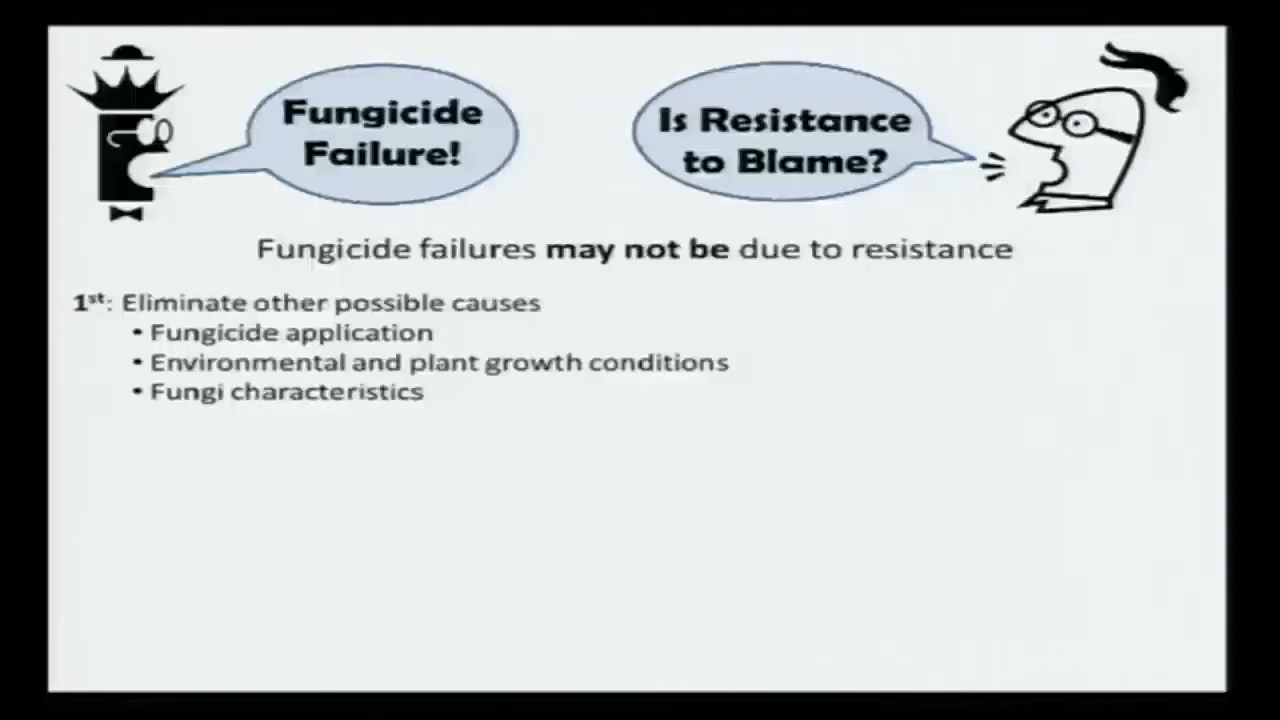 Fungicide
Failure!
Is Resistance
to Blame?
Fungicide failures may not be due to resistance
1st: Eliminate other possible causes
• Fungicide application
• Environmental and plant growth conditions
• Fungi characteristics